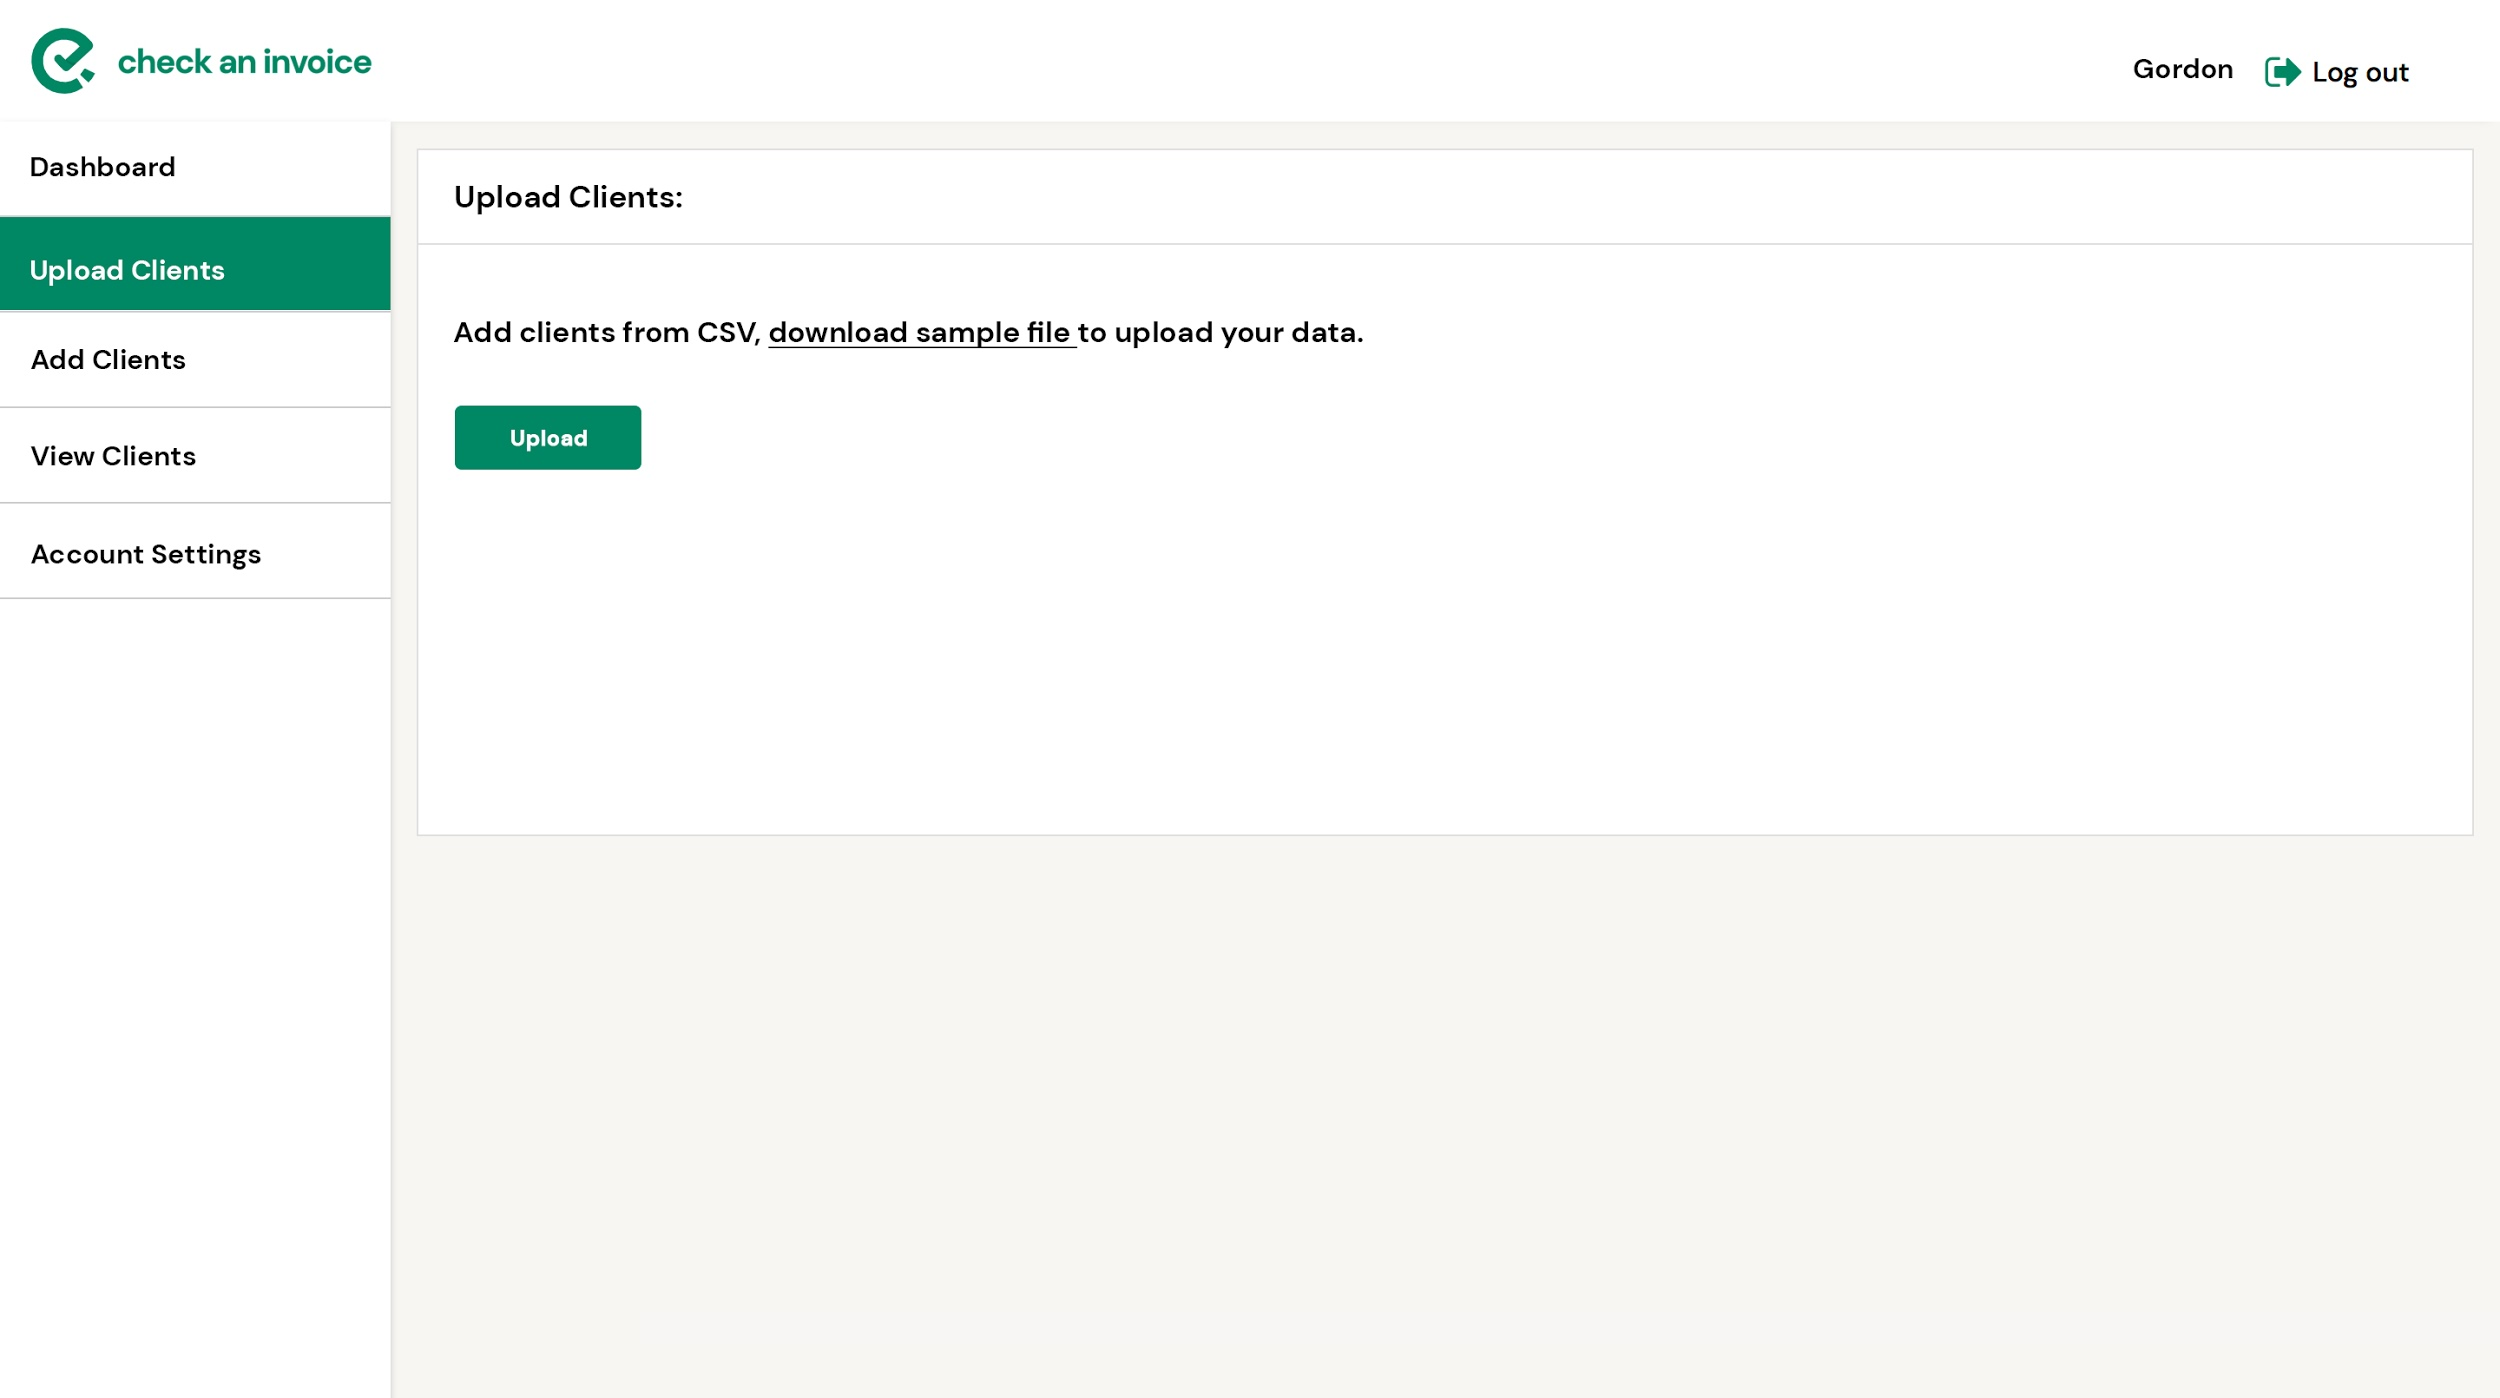 check an invoice
Gordon
Log out
Dashboard
Upload Clients
Add Clients
View Clients
Account Settings
Upload Clients:
Add clients from CSV, download sample file to upload your data.
Upload